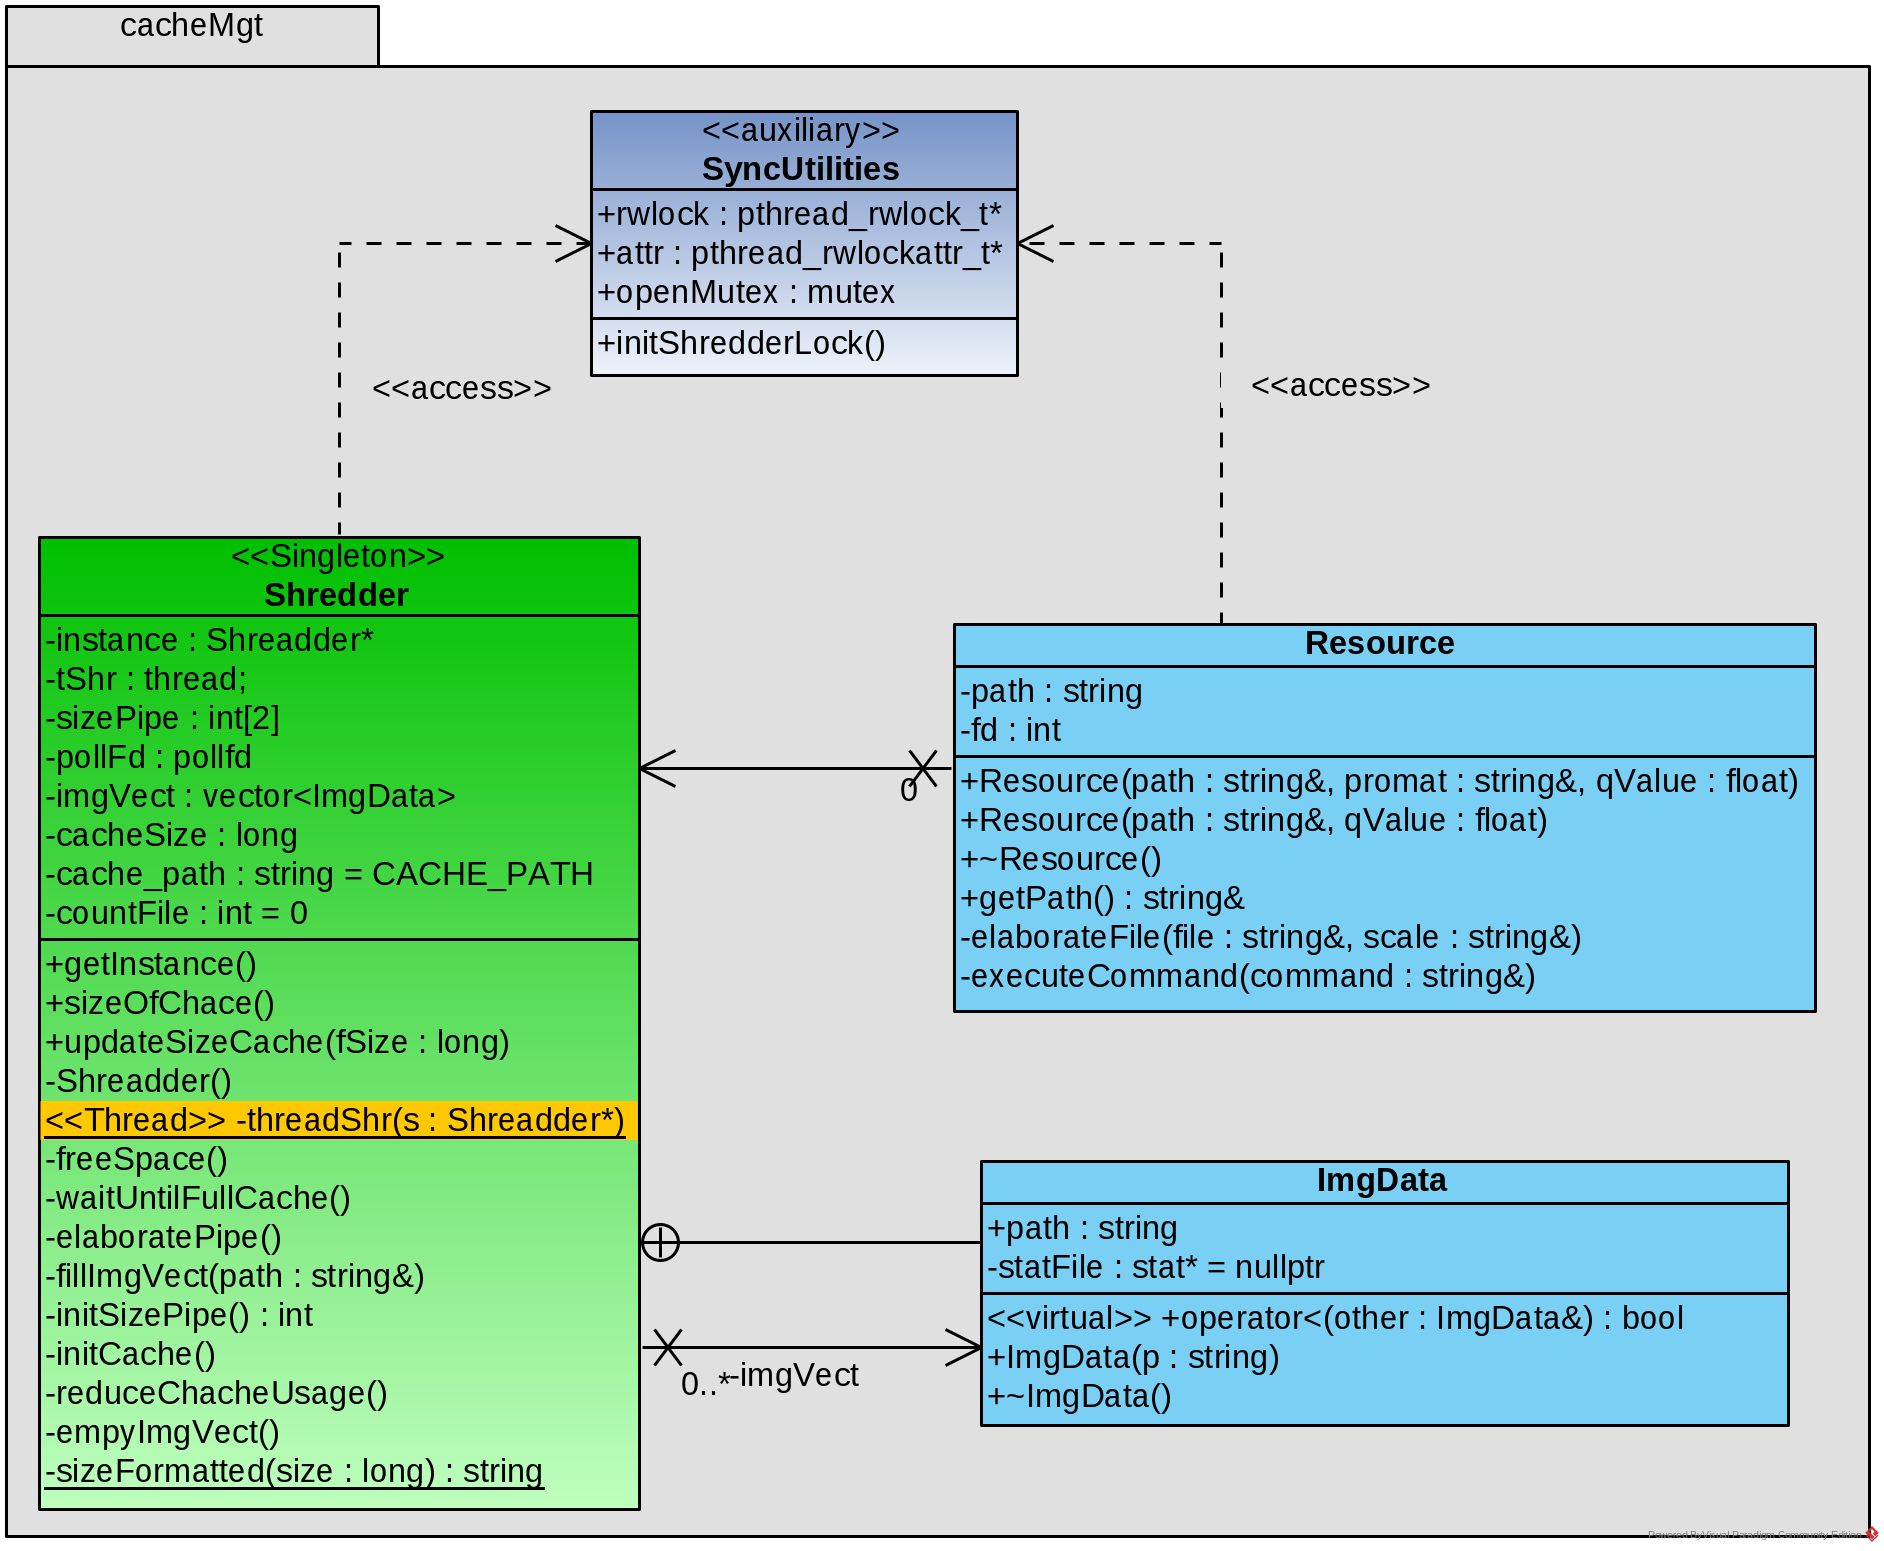 cacheMgt
<<auxiliary>>
SyncUtilities
+rwlock : pthread_rwlock_t*
+attr : pthread_rwlockattr_t*
+openMutex : mutex
+initShredderLock()
<<access>>
<<access>>
<<Singleton>>
Shredder
-instance : Shreadder*
-tShr : thread;
-sizePipe : int[2]
-pollFd : pollfd
-imgVect : vector<ImgData>
-cacheSize : long
-cache_path : string = CACHE_PATH
-countFile : int = 0
+getInstance()
+sizeOfChace()
+updateSizeCache(fSize : long)
-Shreadder()
<<Thread>> -threadShr(s : Shreadder*)
-freeSpace()
-waitUntilFullCache()
-elaboratePipe()
-fillImgVect(path : string&)
-initSizePipe() : int
-initCache()
-reduceChacheUsage()
-empyImgVect()
-sizeFormatted(size : long) : string
0
Resource
-path : string
-fd : int
+Resource(path : string&, promat : string&, qValue : float)
+Resource(path : string&, qValue : float)
+~Resource()
+getPath() : string&
-elaborateFile(file : string&, scale : string&)
-executeCommand(command : string&)
0..*
-imgVect
ImgData
+path : string
-statFile : stat* = nullptr
<<virtual>> +operator<(other : ImgData&) : bool
+ImgData(p : string)
+~ImgData()
Powered ByVisual Paradigm Community Edition